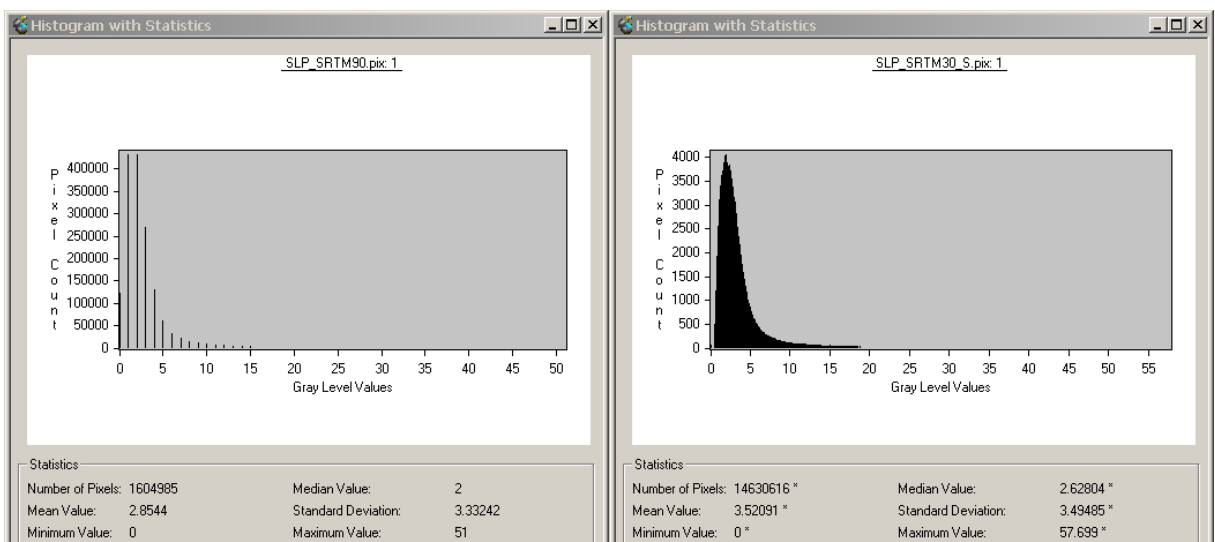 Histogram with Statistics
SLP_SRTM90.pix: 1
Pixel Count
400000
350000
300000
250000
200000
150000
100000
50000
0
0 5 10 15 20 25 30 35 40 45 50
Gray Level Values
Statistics
Number of Pixels: 1604985 Median Value: 2
Mean Value: 2.8544 Standard Deviation: 3.33242
Minimum Value: 0 Maximum Value: 51
Histogram with Statistics
SLP_SRTM30_S.pix: 1
Pixel Count
4000
3500
3000
2500
2000
1500
1000
500
0
0 5 10 15 20 25 30 35 40 45 50 55
Gray Level Values
Statistics
Number of Pixels: 14630616 * Median Value: 2.62804 *
Mean Value: 3.52091 * Standard Deviation: 3.49485 *
Minimum Value: 0 * Maximum Value: 57.699 *